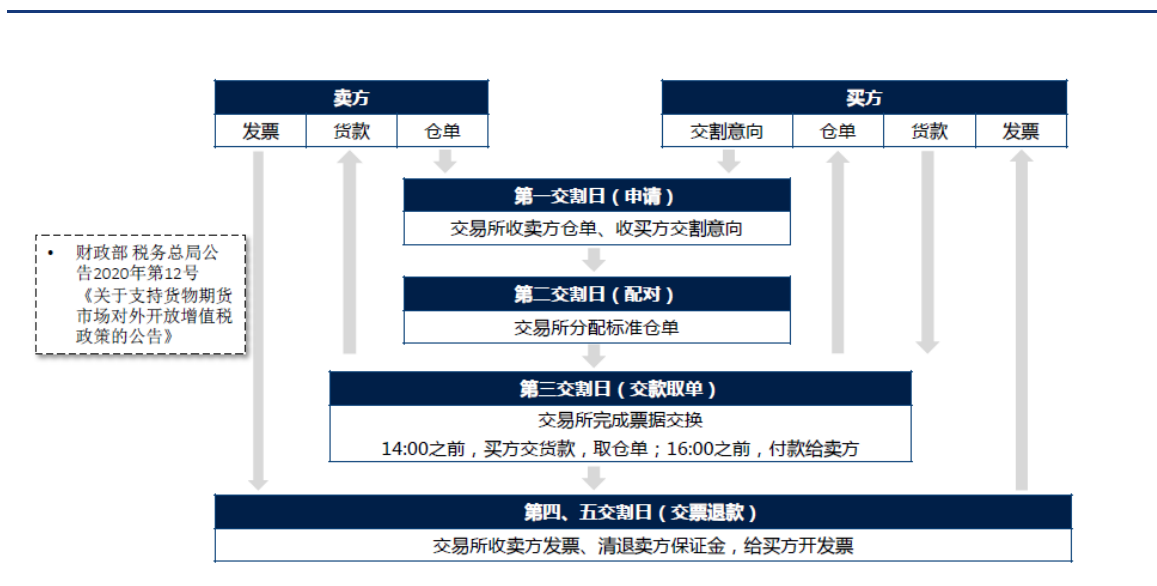 卖方
发票 货款 仓单
买方
交割意向 仓单 货款 发票
第一交割日（申请）
交易所收卖方仓单、收买方交割意向
• 财政部 税务总局公
告2020年第12号
《关于支持货物期货
市场对外开放增值税
政策的公告》
第二交割日（配对）
交易所分配标准仓单
第三交割日（交款取单）
交易所完成票据交换
14:00之前，买方交货款，取仓单；16:00之前，付款给卖方
第四、五交割日（交票退款）
交易所收卖方发票、清退卖方保证金，给买方开发票